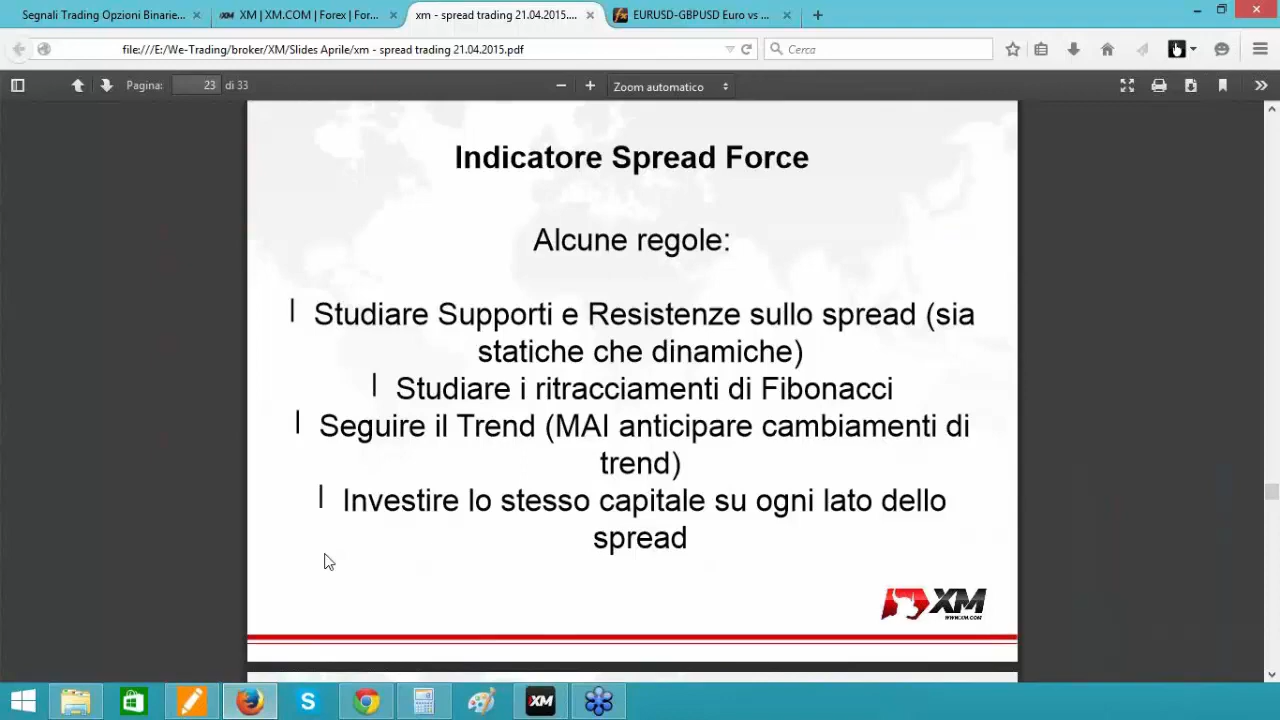 Segnali Trading Opzioni Binarie...
XM | XM.COM | Forex | For...
xm - spread trading 21.04.2015....
EURUSD-GBPUSD Euro vs ...
file:///E:/We-Trading/broker/XM/Slides Aprile/xm - spread trading 21.04.2015.pdf
Cerca
Pagina: 23 di 33
Zoom automatico
Indicatore Spread Force
Alcune regole:
l Studiare Supporti e Resistenze sullo spread (sia
statiche che dinamiche)
l Studiare i ritracciamenti di Fibonacci
l Seguire il Trend (MAI anticipare cambiamenti di
trend)
l Investire lo stesso capitale su ogni lato dello
spread
XM
WWW.XM.COM
XM